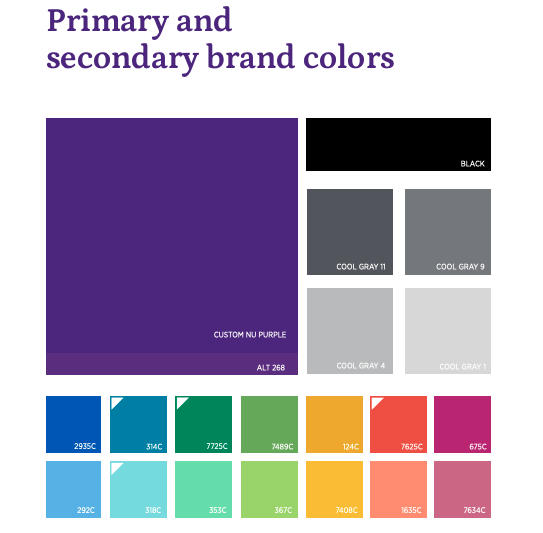 Primary and
secondary brand colors
BLACK
COOL GRAY 11
COOL GRAY 9
CUSTOM NU PURPLE
ALT 268
COOL GRAY 4
COOL GRAY 1
2935C
314C
7725C
7489C
124C
7625C
675C
292C
318C
353C
367C
7408C
1635C
7634C